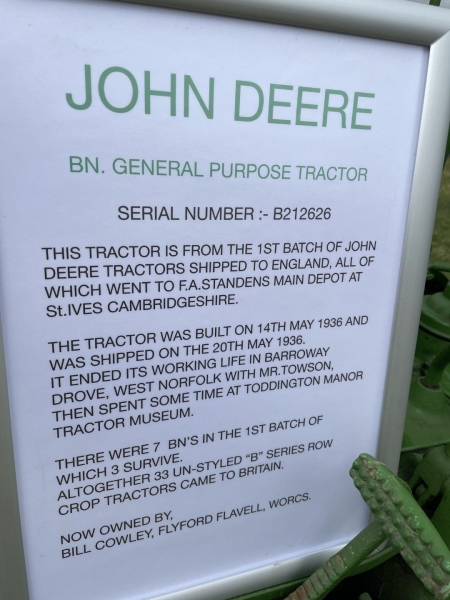 JOHN DEERE
BN. GENERAL PURPOSE TRACTOR
SERIAL NUMBER :- B212626
THIS TRACTOR IS FROM THE 1ST BATCH OF JOHN
DEERE TRACTORS SHIPPED TO ENGLAND, ALL OF
WHICH WENT TO F.A.STANDENS MAIN DEPOT AT
St.IVES CAMBRIDGESHIRE.
THE TRACTOR WAS BUILT ON 14TH MAY 1936 AND
WAS SHIPPED ON THE 20TH MAY 1936.
IT ENDED ITS WORKING LIFE IN BARROWAY
DROVE, WEST NORFOLK WITH MR.TOWSON,
THEN SPENT SOME TIME AT TODDINGTON MANOR
TRACTOR MUSEUM.
THERE WERE 7 BN'S IN THE 1ST BATCH OF
WHICH 3 SURVIVE.
ALTOGETHER 33 UN-STYLED "B" SERIES ROW
CROP TRACTORS CAME TO BRITAIN.
NOW OWNED BY,
BILL COWLEY, FLYFORD FLAVELL, WORCS.